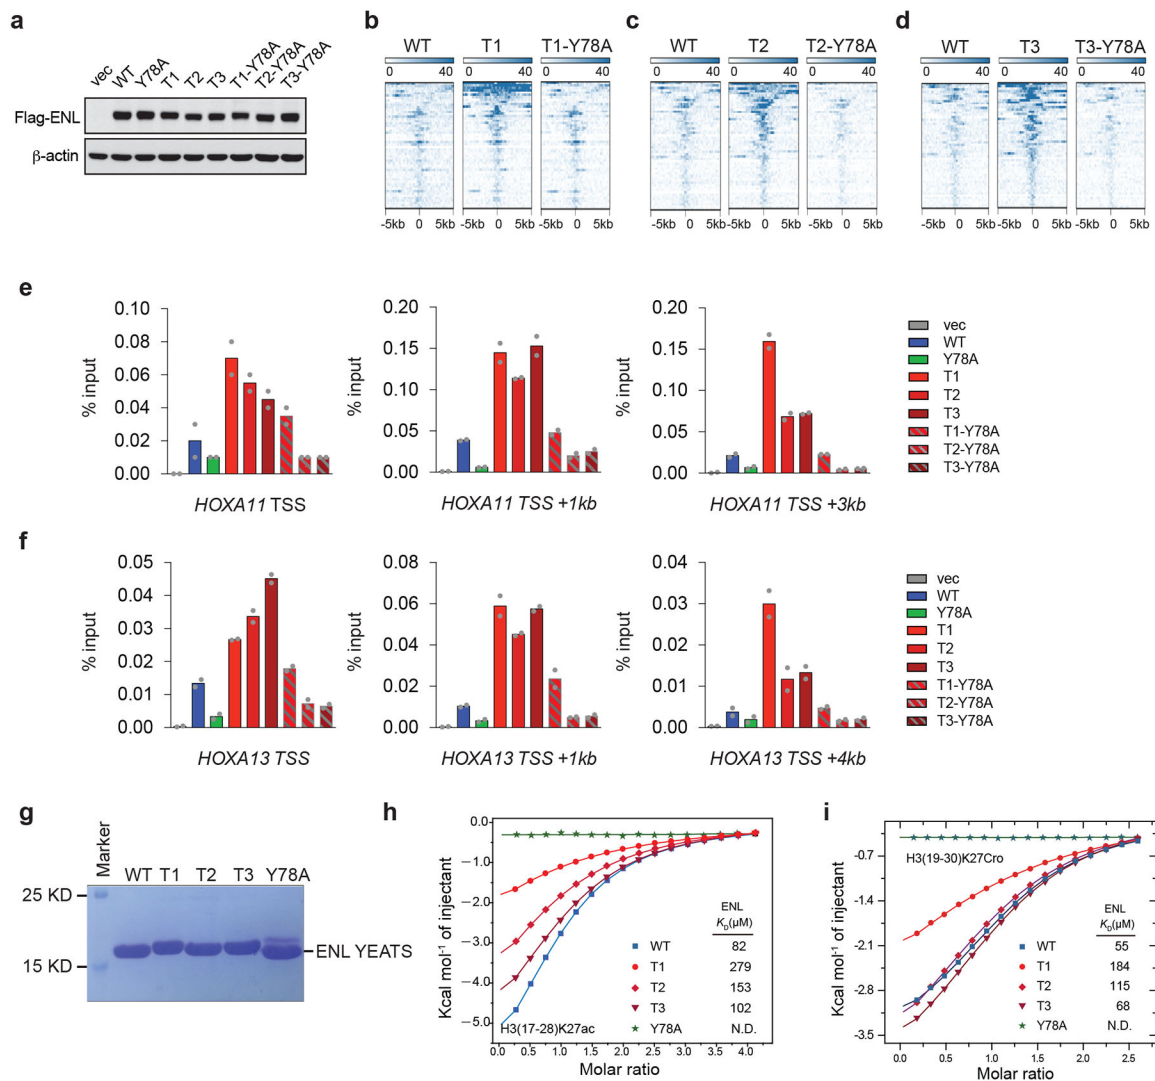 a
vec WT Y78A T1 T2 T3 T1-Y78A T2-Y78A T3-Y78A
Flag-ENL
β-actin
b
WT T1 T1-Y78A
0 40 0 40 0 40
-5kb 0 5kb -5kb 0 5kb -5kb 0 5kb
c
WT T2 T2-Y78A
0 40 0 40 0 40
-5kb 0 5kb -5kb 0 5kb -5kb 0 5kb
d
WT T3 T3-Y78A
0 40 0 40 0 40
-5kb 0 5kb -5kb 0 5kb -5kb 0 5kb
e
% input
0.10
0.08
0.06
0.04
0.02
0.00
HOXA11 TSS
% input
0.20
0.15
0.10
0.05
0.00
HOXA11 TSS +1kb
% input
0.20
0.15
0.10
0.05
0.00
HOXA11 TSS +3kb
vec
WT
Y78A
T1
T2
T3
T1-Y78A
T2-Y78A
T3-Y78A
f
% input
0.05
0.04
0.03
0.02
0.01
0.00
HOXA13 TSS
% input
0.08
0.06
0.04
0.02
0.00
HOXA13 TSS +1kb
% input
0.04
0.03
0.02
0.01
0.00
HOXA13 TSS +4kb
vec
WT
Y78A
T1
T2
T3
T1-Y78A
T2-Y78A
T3-Y78A
g
Marker
WT T1 T2 T3 Y78A
25 KD
15 KD
ENL YEATS
h
Kcal mol⁻¹ of injectant
0.0
−1.0
−2.0
−3.0
−4.0
−5.0
ENL
K_D(μM)
WT 82
T1 279
T2 153
T3 102
Y78A N.D.
H3(17-28)K27ac
0.0 0.5 1.0 1.5 2.0 2.5 3.0 3.5 4.0
Molar ratio
i
Kcal mol⁻¹ of injectant
-0.7
-1.4
-2.1
-2.8
-3.5
H3(19-30)K27Cro
ENL
K_D(μM)
WT 55
T1 184
T2 115
T3 68
Y78A N.D.
0.0 0.5 1.0 1.5 2.0 2.5
Molar ratio